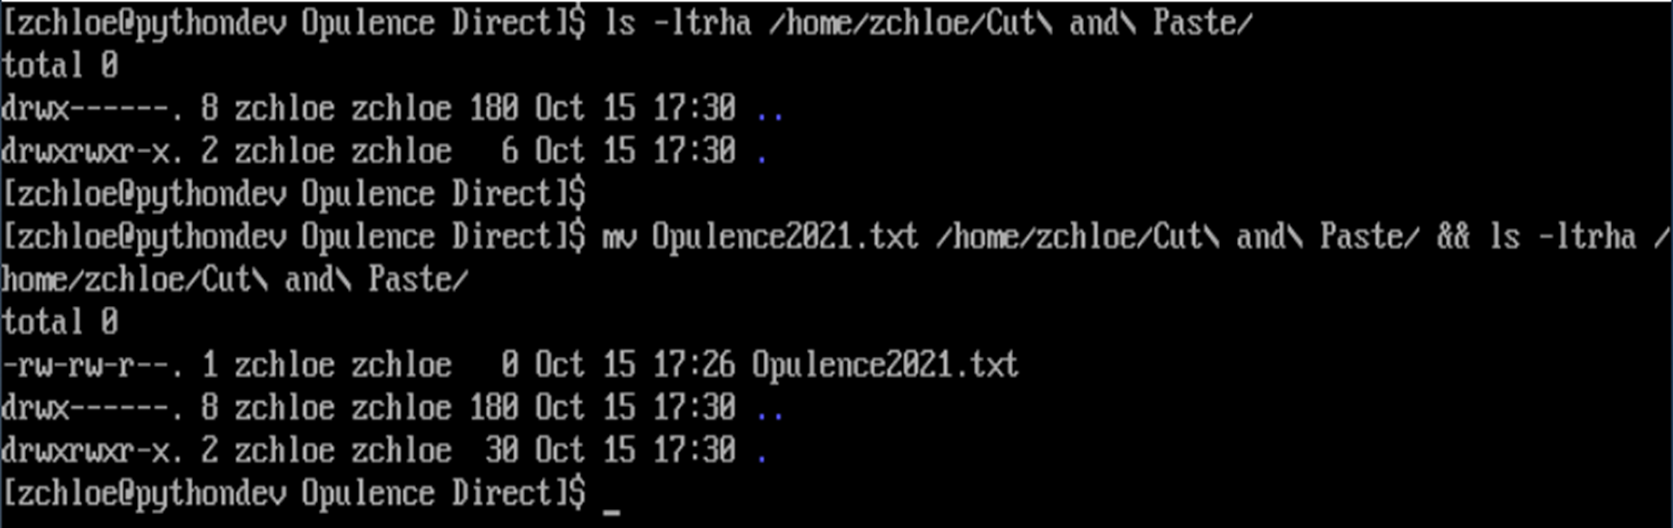 [zchloe@pythondev Opulence Direct]$ ls -ltrha /home/zchloe/Cut\ and\ Paste/
total 0
drwx------. 8 zchloe zchloe 180 Oct 15 17:30 ..
drwxrwxr-x. 2 zchloe zchloe   6 Oct 15 17:30 .
[zchloe@pythondev Opulence Direct]$
[zchloe@pythondev Opulence Direct]$ mv Opulence2021.txt /home/zchloe/Cut\ and\ Paste/ && ls -ltrha /
home/zchloe/Cut\ and\ Paste/
total 0
-rw-rw-r--. 1 zchloe zchloe   0 Oct 15 17:26 Opulence2021.txt
drwx------. 8 zchloe zchloe 180 Oct 15 17:30 ..
drwxrwxr-x. 2 zchloe zchloe  30 Oct 15 17:30 .
[zchloe@pythondev Opulence Direct]$ _